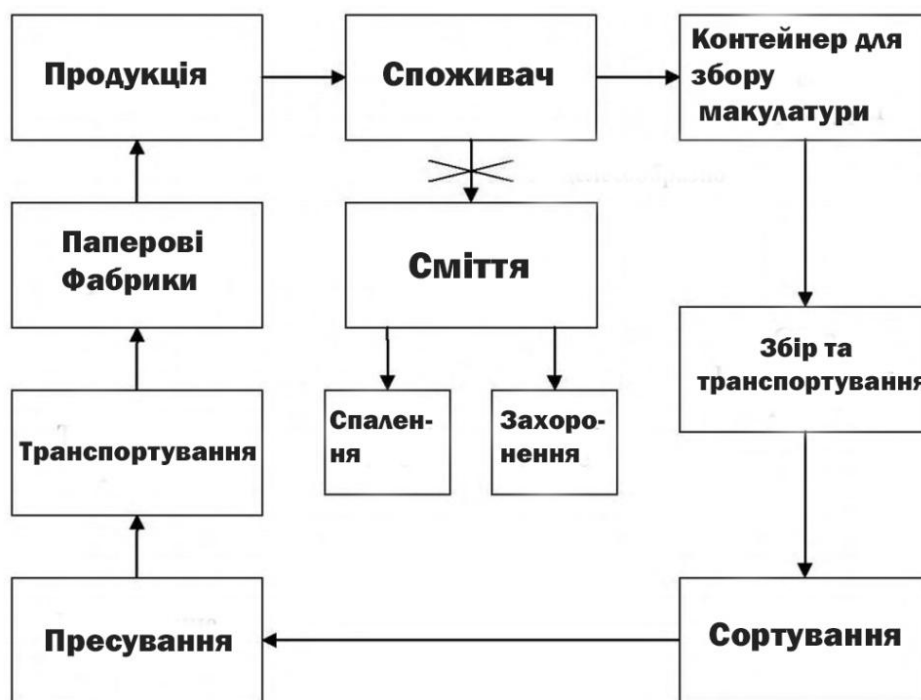 Продукція
Споживач
Контейнер для
збору
макулатури
Паперові
Фабрики
Сміття
Збір та
транспортування
Транспортування
Спален-
ня
Захоро-
нення
Пресування
Сортування